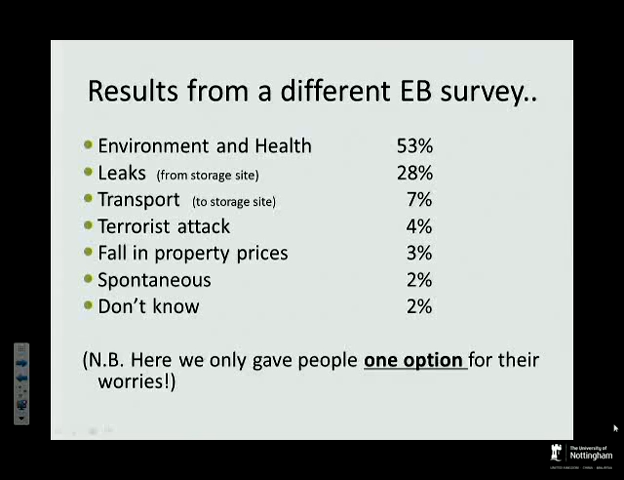 Results from a different EB survey..
Environment and Health 53%
Leaks (from storage site) 28%
Transport (to storage site) 7%
Terrorist attack 4%
Fall in property prices 3%
Spontaneous 2%
Don't know 2%
(N.B. Here we only gave people one option for their
worries!)
The University of
Nottingham